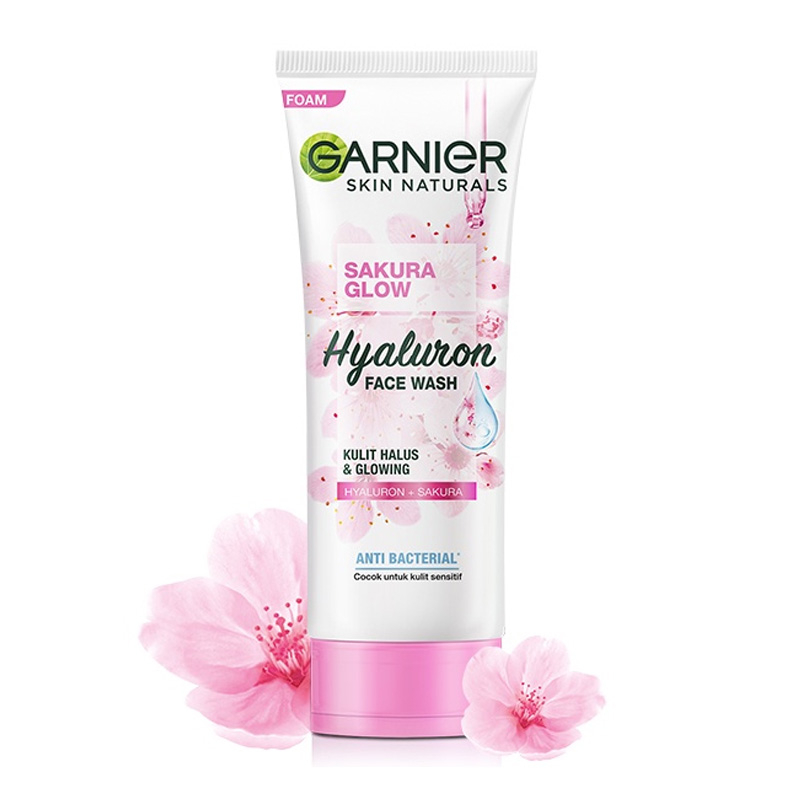 FOAM
GARNIER
SKIN NATURALS
SAKURA
GLOW
Hyaluron
FACE WASH
KULIT HALUS
& GLOWING
HYALURON + SAKURA
ANTI BACTERIAL*
Cocok untuk kulit sensitif